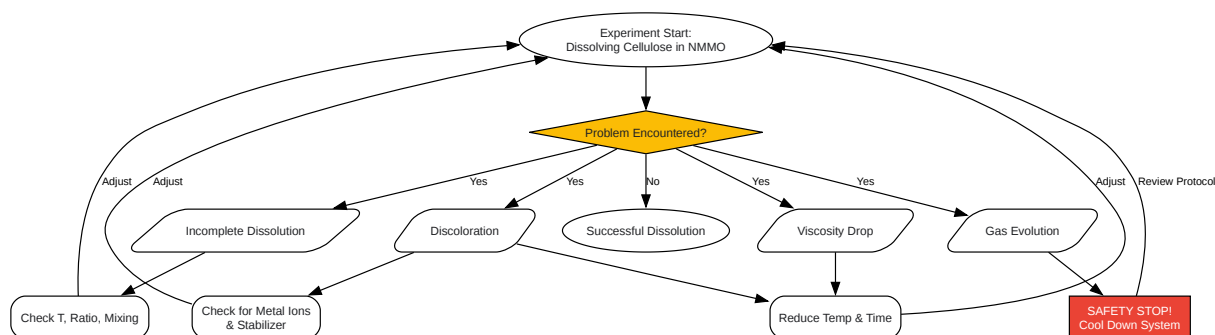 Experiment Start:
Dissolving Cellulose in NMMO
Problem Encountered?
Adjust
Adjust
Yes
Yes
No
Yes
Yes
Adjust
Review Protocol
Incomplete Dissolution
Discoloration
Successful Dissolution
Viscosity Drop
Gas Evolution
Check T, Ratio, Mixing
Check for Metal Ions
& Stabilizer
Reduce Temp & Time
SAFETY STOP!
Cool Down System